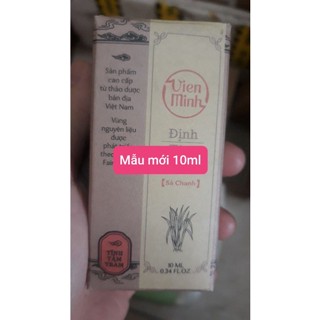 Sản phẩm
cao cấp
từ thảo dược
bản địa
Việt Nam
Vùng
nguyên liệu
được
Viên
Minh
Định
Mẫu mới 10ml
【Sả Chanh】
10 ML
0.34 FL OZ